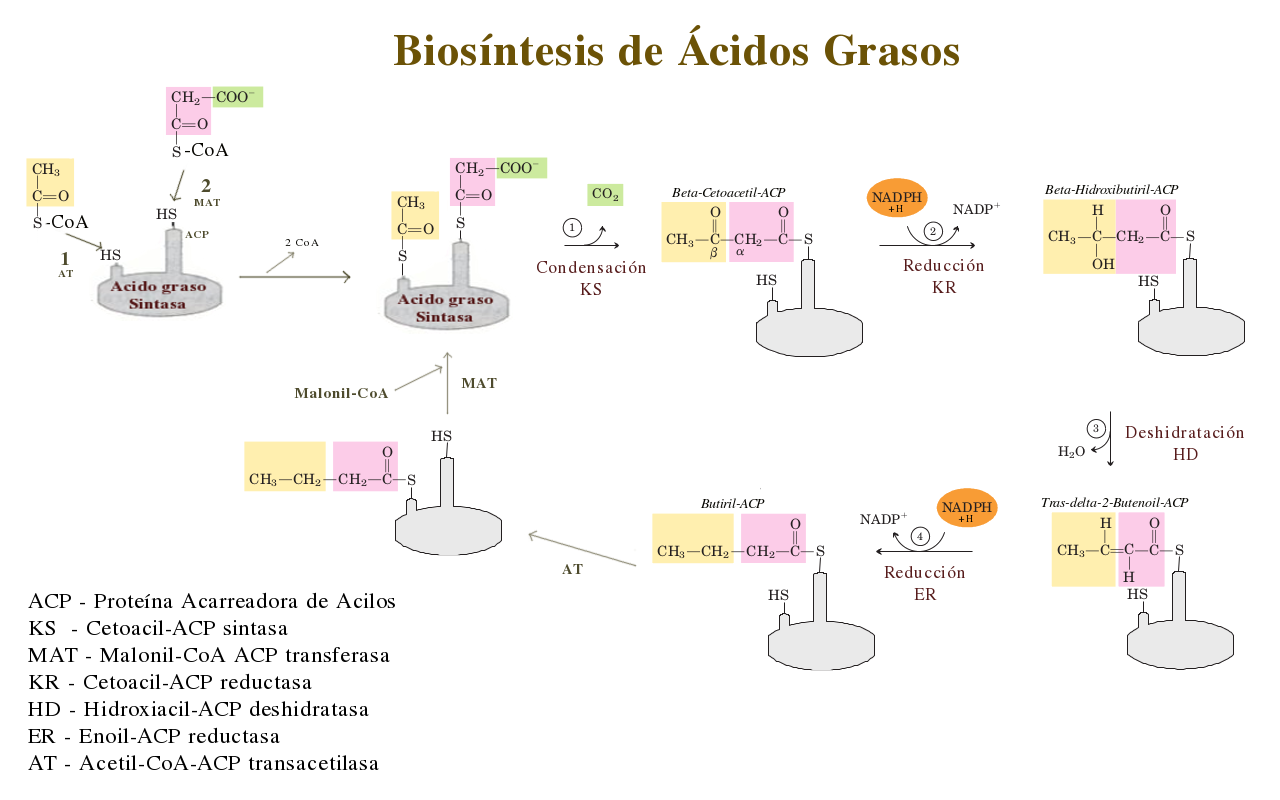 Biosíntesis de Ácidos Grasos
CH₂—COO⁻
C=O
S-CoA
CH₃
C=O
S-CoA
2
MAT
HS
ACP
1
AT
HS
Acido graso
Sintasa
2 CoA
CH₂—COO⁻
C=O
S
CH₃
C=O
S
Acido graso
Sintasa
CO₂
1
Condensación
KS
Beta-Cetoacetil-ACP
O O
CH₃—C—CH₂—C—S
β α
HS
NADPH
+H
NADP⁺
2
Reducción
KR
Beta-Hidroxibutiril-ACP
H O
CH₃—C—CH₂—C—S
OH
HS
3
H₂O
Deshidratación
HD
Tras-delta-2-Butenoil-ACP
H O
CH₃—C=C—C—S
H
HS
NADPH
+H
NADP⁺
4
Reducción
ER
Butiril-ACP
O
CH₃—CH₂—CH₂—C—S
HS
AT
HS
O
CH₃—CH₂—CH₂—C—S
Malonil-CoA
MAT
ACP - Proteína Acarreadora de Acilos
KS - Cetoacil-ACP sintasa
MAT - Malonil-CoA ACP transferasa
KR - Cetoacil-ACP reductasa
HD - Hidroxiacil-ACP deshidratasa
ER - Enoil-ACP reductasa
AT - Acetil-CoA-ACP transacetilasa